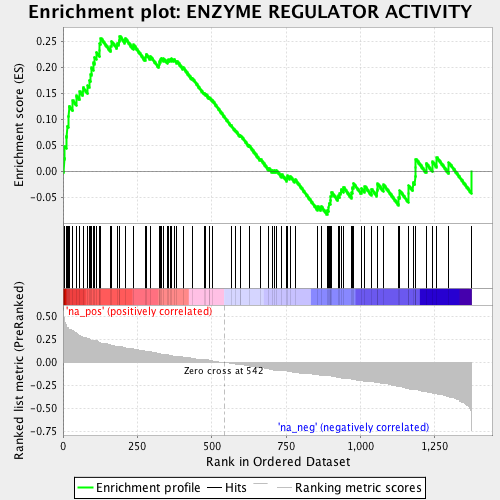 Enrichment plot: ENZYME REGULATOR ACTIVITY
Enrichment score (ES)
0.25
0.20
0.15
0.10
0.05
0.00
-0.05
'na_pos' (positively correlated)
Ranked list metric (PreRanked)
0.50
0.25
0.00
-0.25
-0.50
-0.75
Zero cross at 542
'na_neg' (negatively correlated)
0
250
500
750
1,000
1,250
Rank in Ordered Dataset
Enrichment profile
Hits
Ranking metric scores